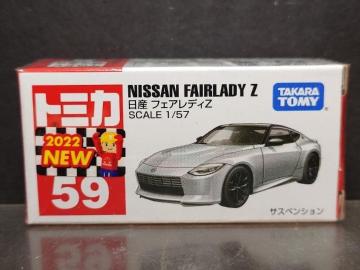 トミカ
2022
NEW
59
NISSAN FAIRLADY Z
日産 フェアレディZ
SCALE 1/57
TAKARA
TOMY
サスペンション